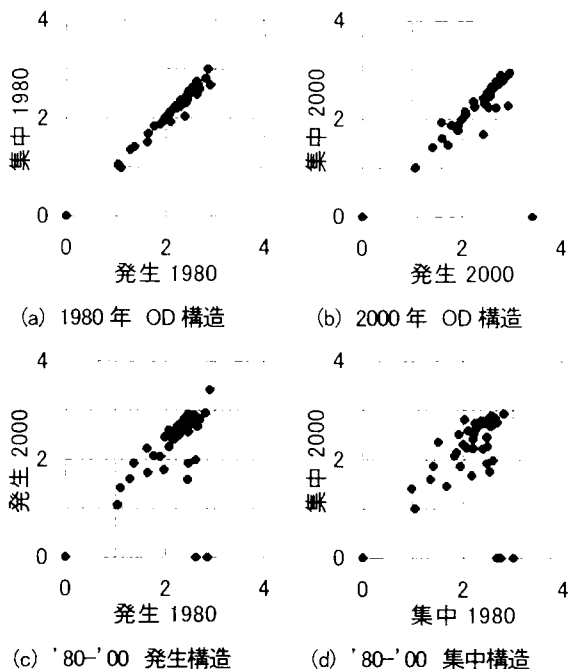 4
2
0
集中 1980
0 2 4
発生 1980
(a) 1980 年 OD 構造
4
2
0
集中 2000
0 2 4
発生 2000
(b) 2000 年 OD 構造
4
2
0
発生 2000
0 2 4
発生 1980
(c) '80-'00 発生構造
4
2
0
集中 2000
0 2 4
集中 1980
(d) '80-'00 集中構造